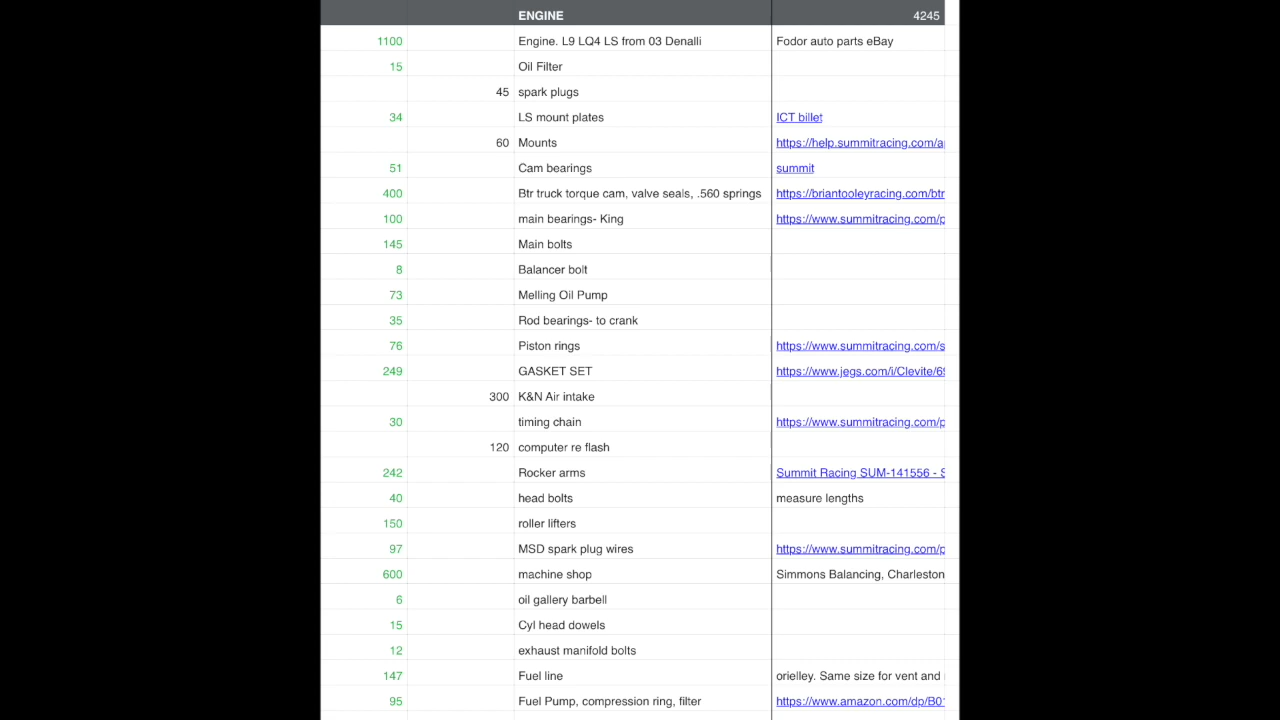 ENGINE 4245
1100 Engine. L9 LQ4 LS from 03 Denalli Fodor auto parts eBay
15 Oil Filter
45 spark plugs
34 LS mount plates ICT billet
60 Mounts https://help.summitracing.com/a
51 Cam bearings summit
400 Btr truck torque cam, valve seals, .560 springs https://briantooleyracing.com/btr
100 main bearings- King https://www.summitracing.com/p
145 Main bolts
8 Balancer bolt
73 Melling Oil Pump
35 Rod bearings- to crank
76 Piston rings https://www.summitracing.com/s
249 GASKET SET https://www.jegs.com/i/Clevite/69
300 K&N Air intake
30 timing chain https://www.summitracing.com/p
120 computer re flash
242 Rocker arms Summit Racing SUM-141556 - S
40 head bolts measure lengths
150 roller lifters
97 MSD spark plug wires https://www.summitracing.com/p
600 machine shop Simmons Balancing, Charleston
6 oil gallery barbell
15 Cyl head dowels
12 exhaust manifold bolts
147 Fuel line orielley. Same size for vent and
95 Fuel Pump, compression ring, filter https://www.amazon.com/dp/B0